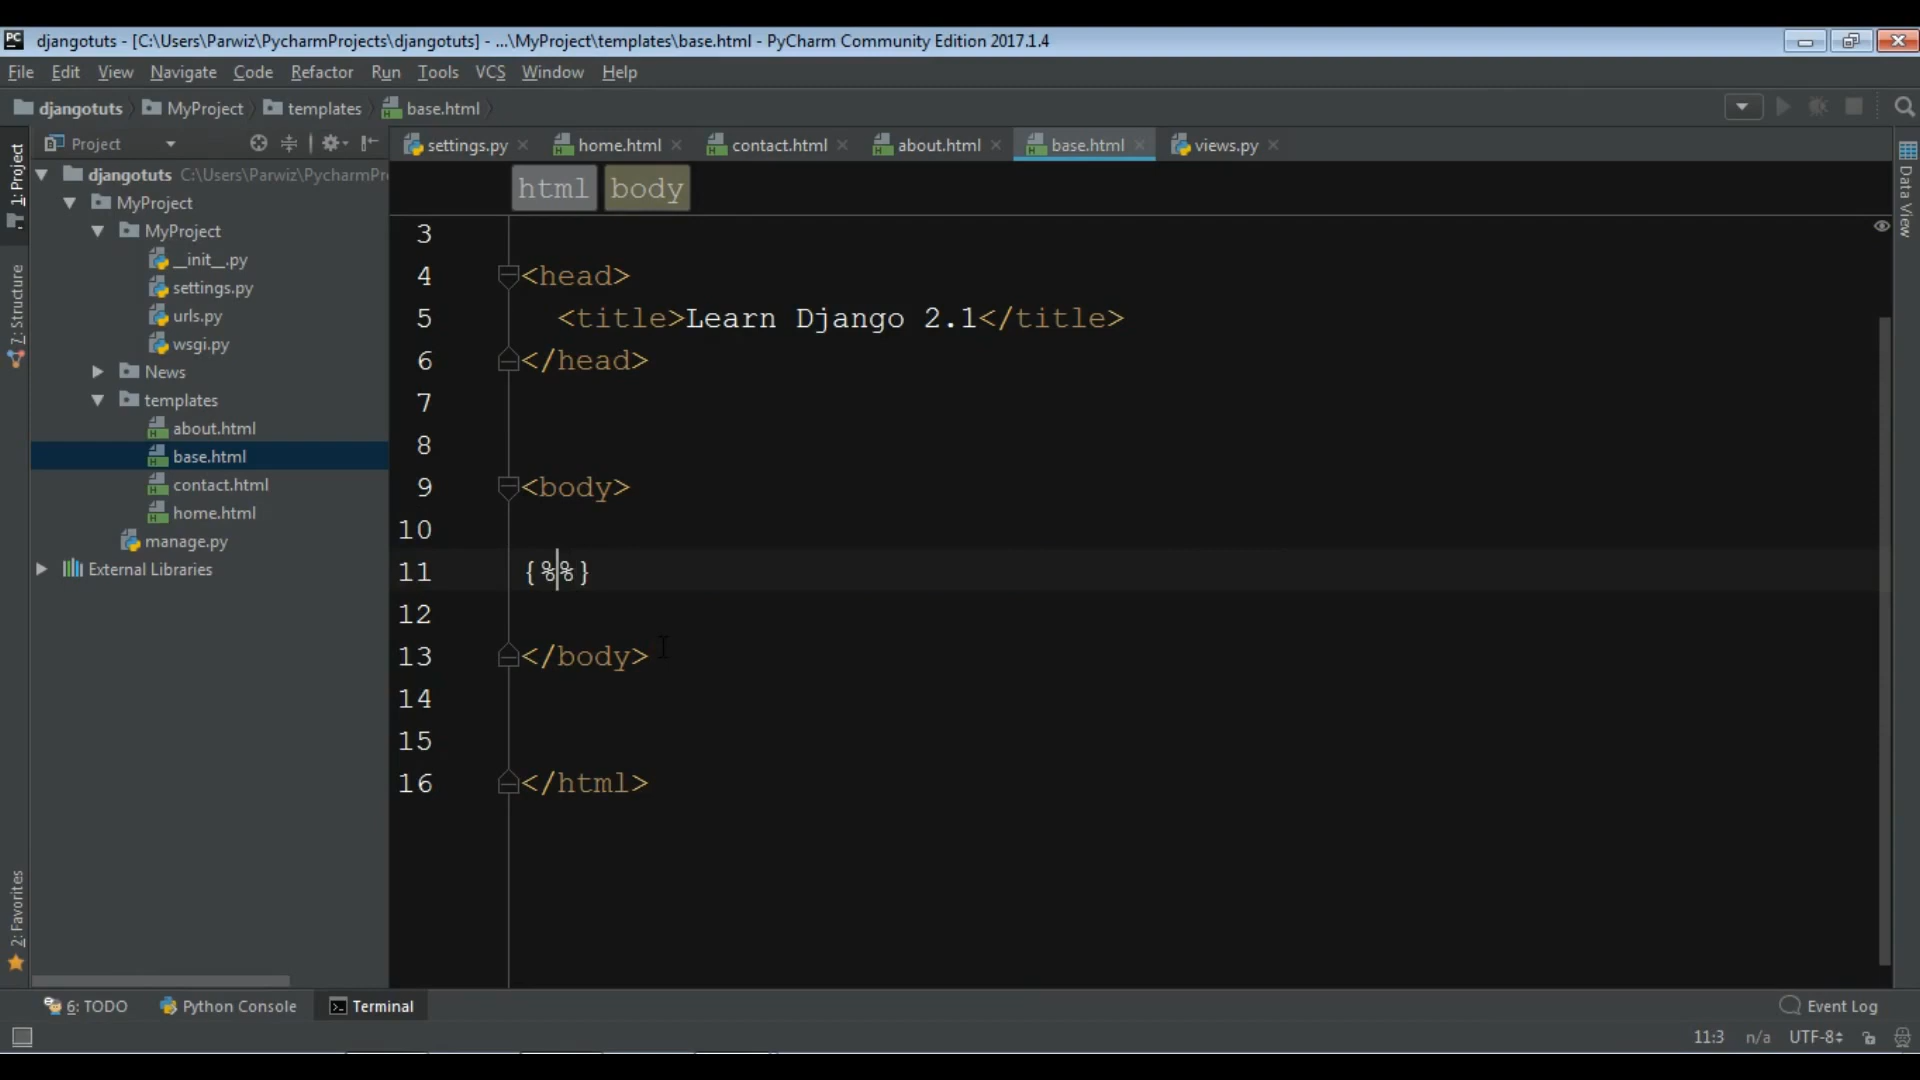 PC djangotuts - [C:\Users\Parwiz\PycharmProjects\djangotuts] - ...\MyProject\templates\base.html - PyCharm Community Edition 2017.1.4
File Edit View Navigate Code Refactor Run Tools VCS Window Help
djangotuts MyProject templates base.html
Project
settings.py home.html contact.html about.html base.html views.py
html body
1: Project
7: Structure
2: Favorites
djangotuts C:\Users\Parwiz\PycharmPr
MyProject
MyProject
__init__.py
settings.py
urls.py
wsgi.py
News
templates
about.html
base.html
contact.html
home.html
manage.py
External Libraries
3
4 <head>
5 <title>Learn Django 2.1</title>
6 </head>
7
8
9 <body>
10
11 {%%}
12
13 </body>
14
15
16 </html>
Data View
6: TODO Python Console Terminal Event Log
11:3 n/a UTF-8